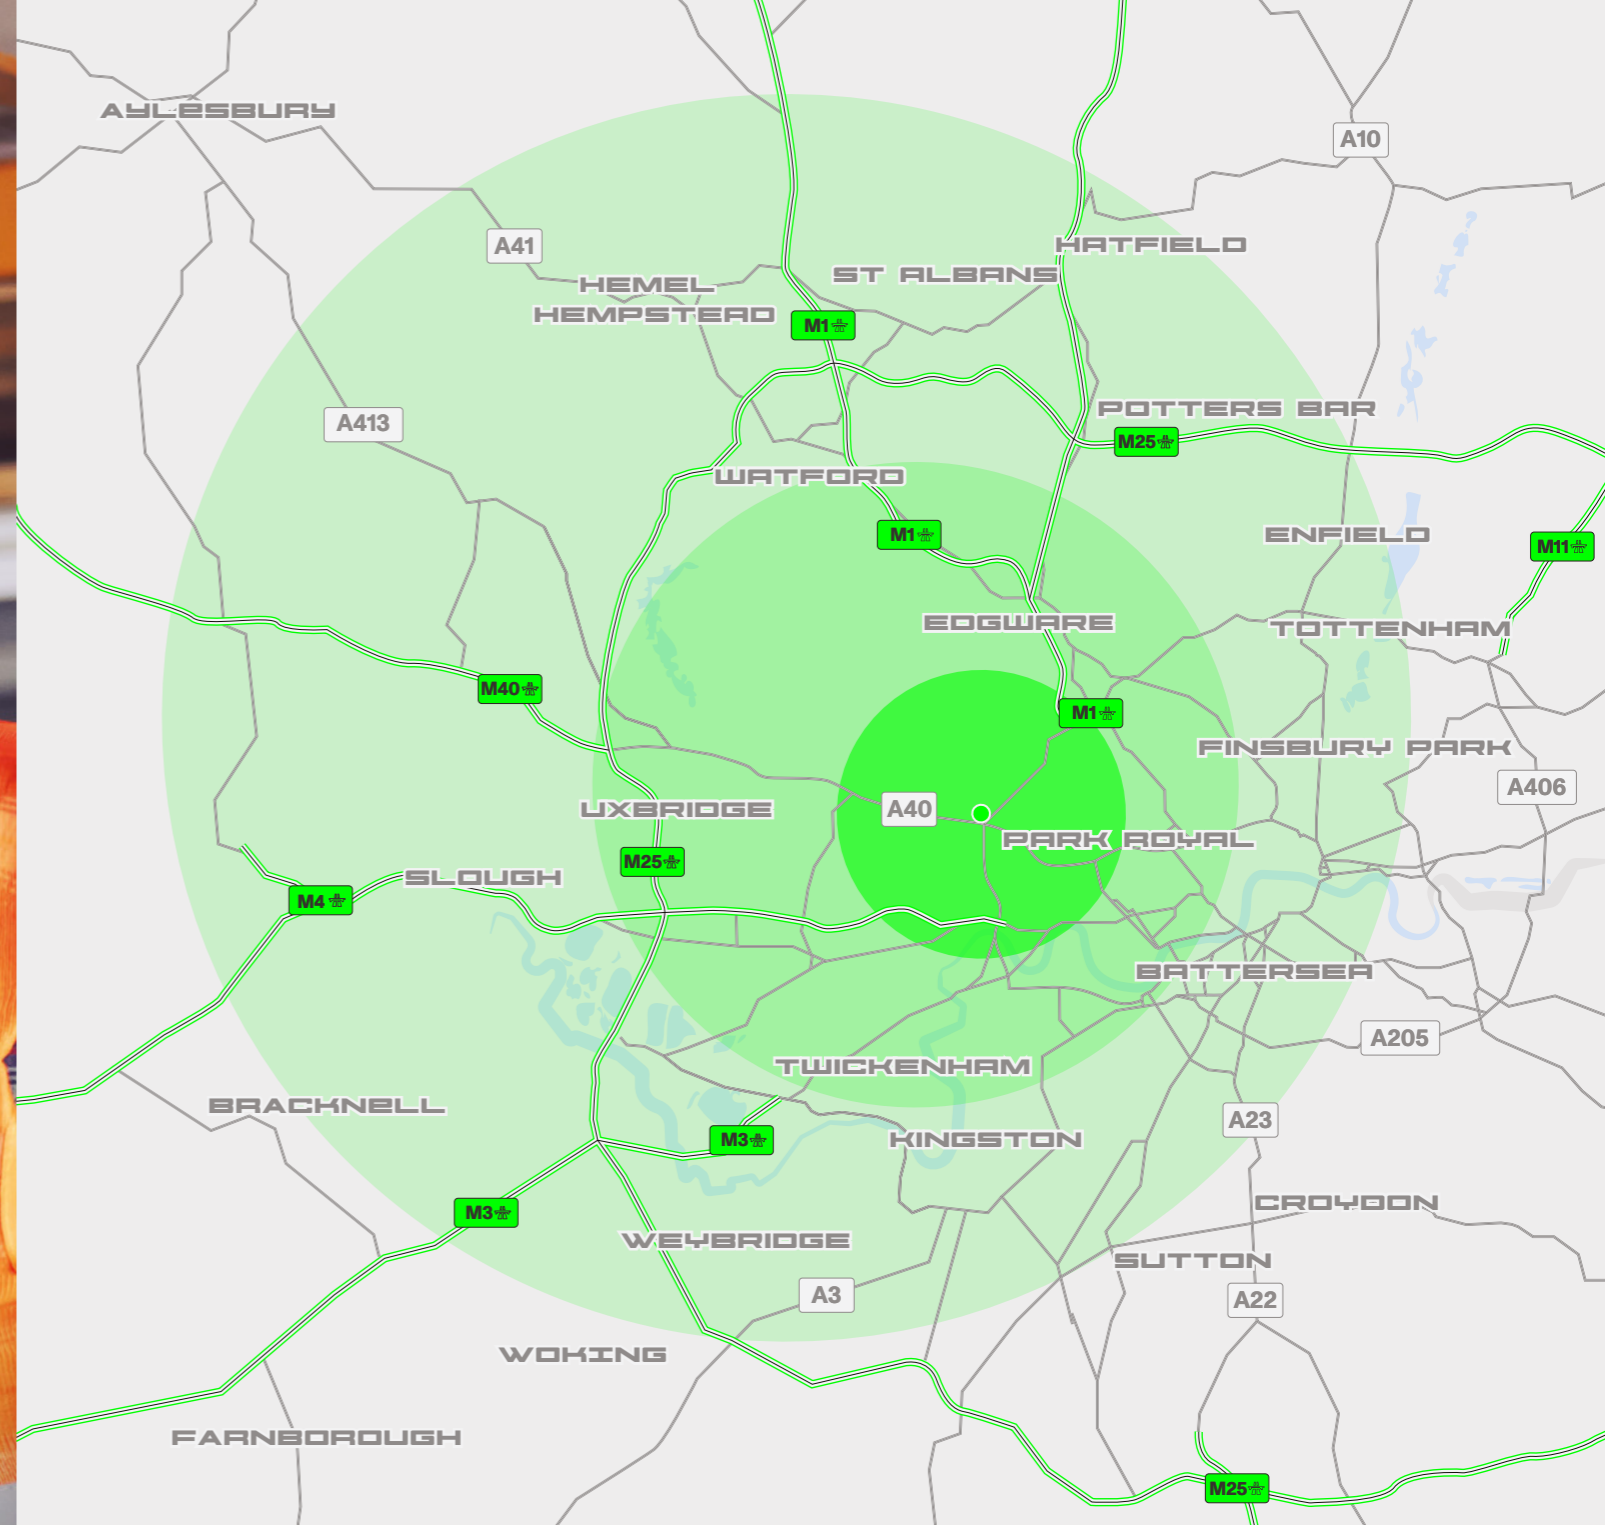 AYLESBURY
A10
A41
HATFIELD
ST ALBANS
HEMEL
HEMPSTEAD
M1
A413
POTTERS BAR
M25
WATFORD
M1
ENFIELD
M11
EDGWARE
TOTTENHAM
M40
M1
FINSBURY PARK
A406
UXBRIDGE
A40
PARK ROYAL
M25
SLOUGH
M4
BATTERSEA
A205
TWICKENHAM
BRACKNELL
A23
M3
KINGSTON
M3
CROYDON
WEYBRIDGE
SUTTON
A3
A22
WOKING
FARNBOROUGH
M25